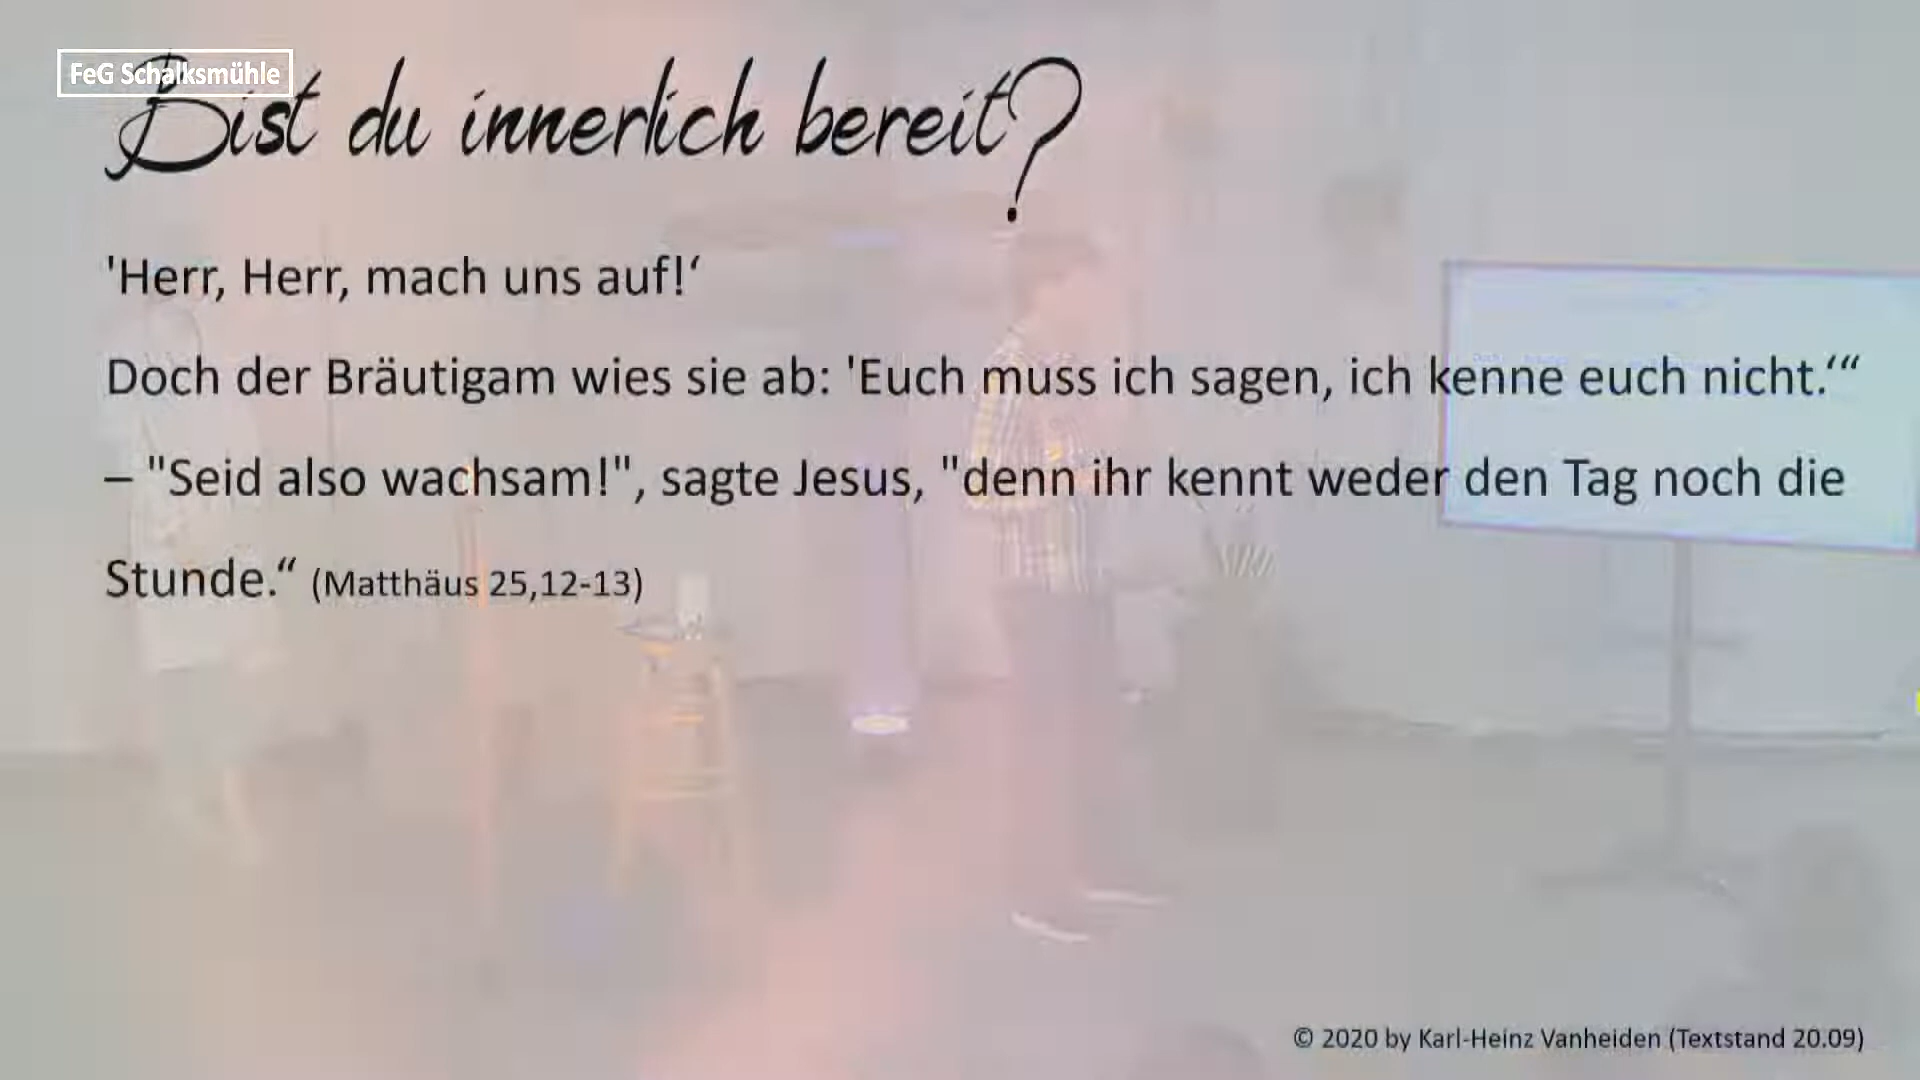 FeG Schalksmühle
Bist du innerlich bereit?
'Herr, Herr, mach uns auf!‘
Doch der Bräutigam wies sie ab: 'Euch muss ich sagen, ich kenne euch nicht.‘“
– "Seid also wachsam!", sagte Jesus, "denn ihr kennt weder den Tag noch die
Stunde.“ (Matthäus 25,12-13)
© 2020 by Karl-Heinz Vanheiden (Textstand 20.09)